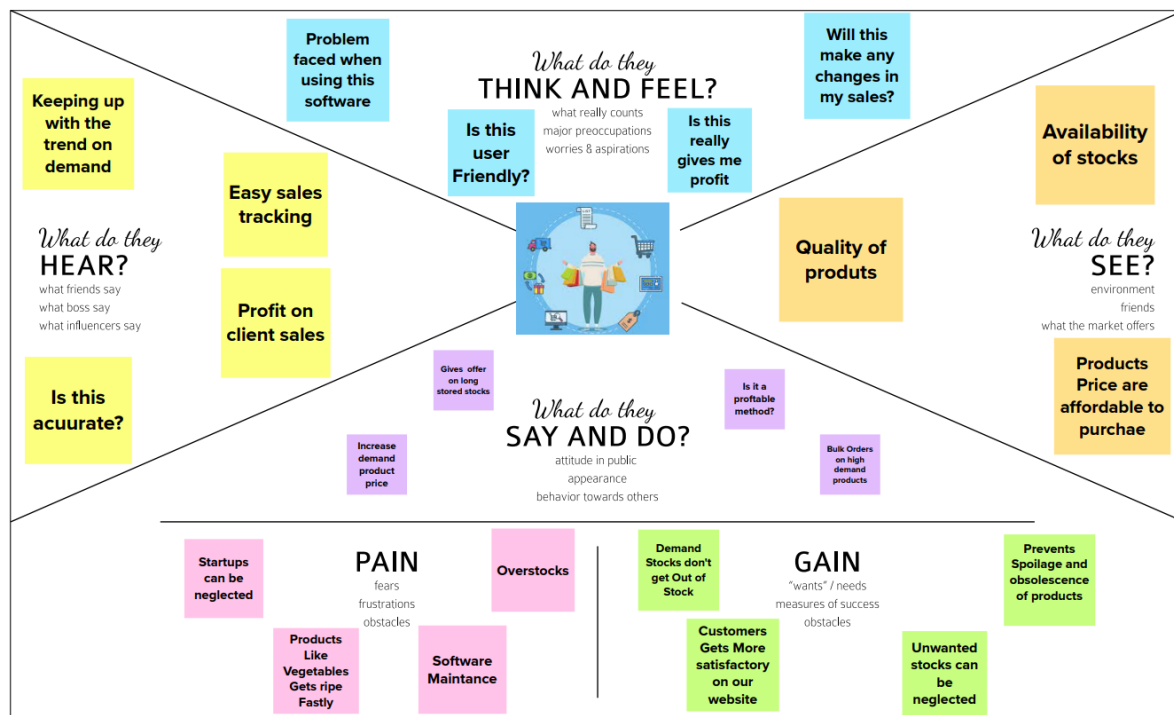 Problem
faced when
using this
software
What do they
THINK AND FEEL?
what really counts
major preoccupations
worries & aspirations
Is this
user
Friendly?
Is this
really
gives me
profit
Will this
make any
changes in
my sales?
Keeping up
with the
trend on
demand
Easy sales
tracking
What do they
HEAR?
what friends say
what boss say
what influencers say
Profit on
client sales
Is this
acuurate?
Availability
of stocks
Quality of
produts
What do they
SEE?
environment
friends
what the market offers
Products
Price are
affordable to
purchae
Gives offer
on long
stored stocks
What do they
SAY AND DO?
attitude in public
appearance
behavior towards others
Is it a
proftable
method?
Increase
demand
product
price
Bulk Orders
on high
demand
products
Startups
can be
neglected
PAIN
fears
frustrations
obstacles
Overstocks
Products
Like
Vegetables
Gets ripe
Fastly
Software
Maintance
Demand
Stocks don't
get Out of
Stock
GAIN
"wants" / needs
measures of success
obstacles
Prevents
Spoilage and
obsolescence
of products
Customers
Gets More
satisfactory
on our
website
Unwanted
stocks can
be
neglected